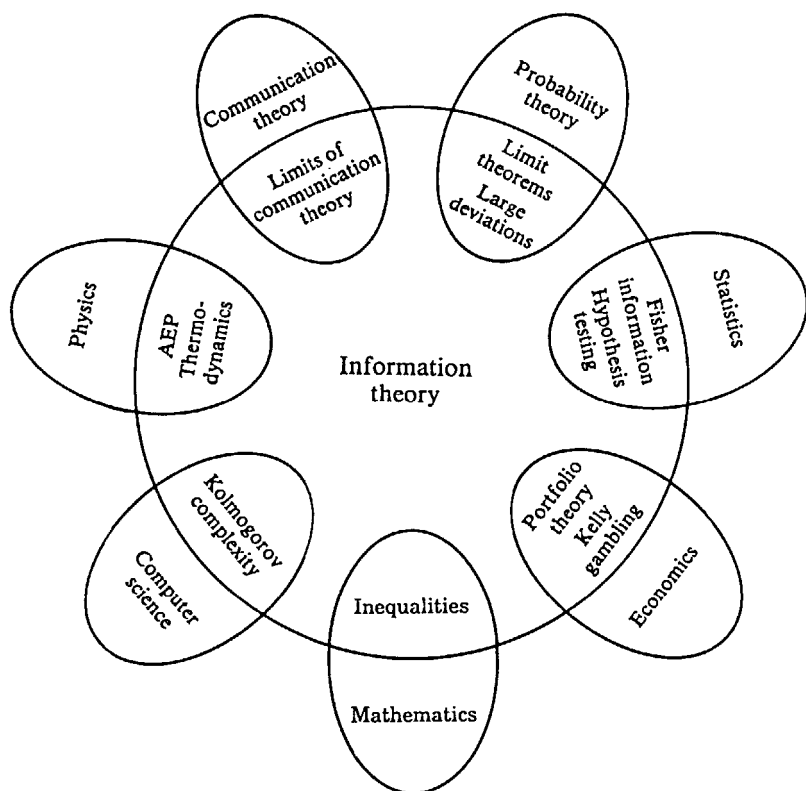 Communication
theory
Limits of
communication
theory
Probability
theory
Limit
theorems
Large
deviations
Physics
AEP
Thermo-
dynamics
Information
theory
Fisher
information
Hypothesis
testing
Statistics
Kolmogorov
complexity
Computer
science
Inequalities
Mathematics
Portfolio
theory
Kelly
gambling
Economics